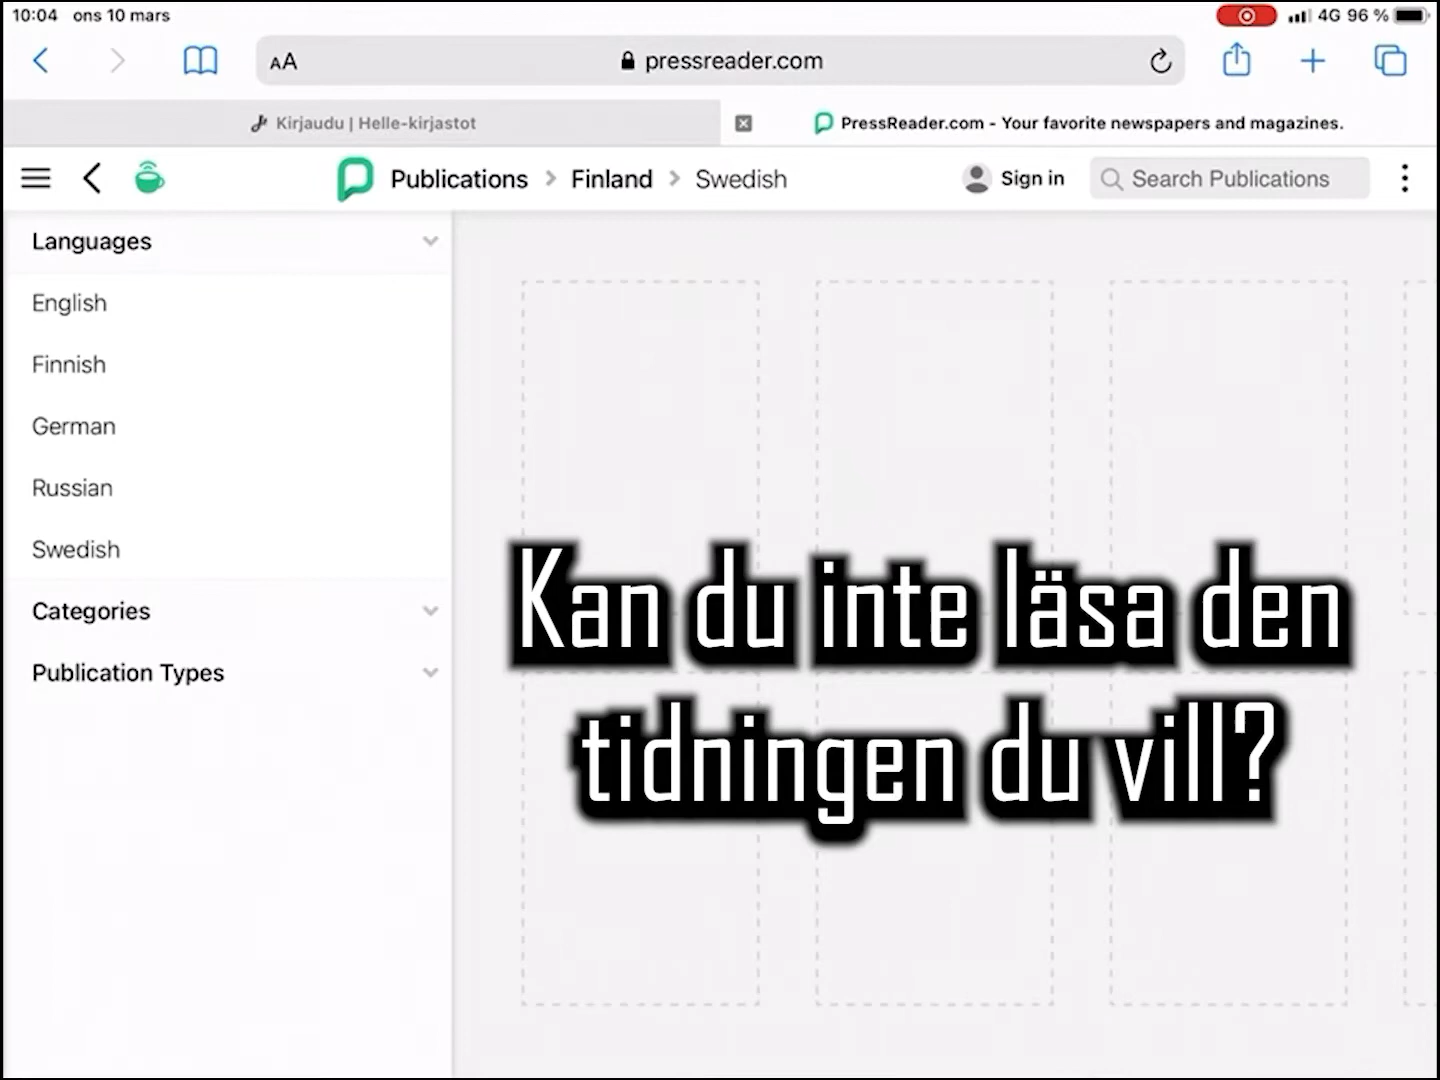 10:04 ons 10 mars
4G 96 %
AA pressreader.com
Kirjaudu | Helle-kirjastot
PressReader.com - Your favorite newspapers and magazines.
Publications > Finland > Swedish
Sign in
Search Publications
Languages
English
Finnish
German
Russian
Swedish
Categories
Publication Types
Kan du inte läsa den
tidningen du vill?